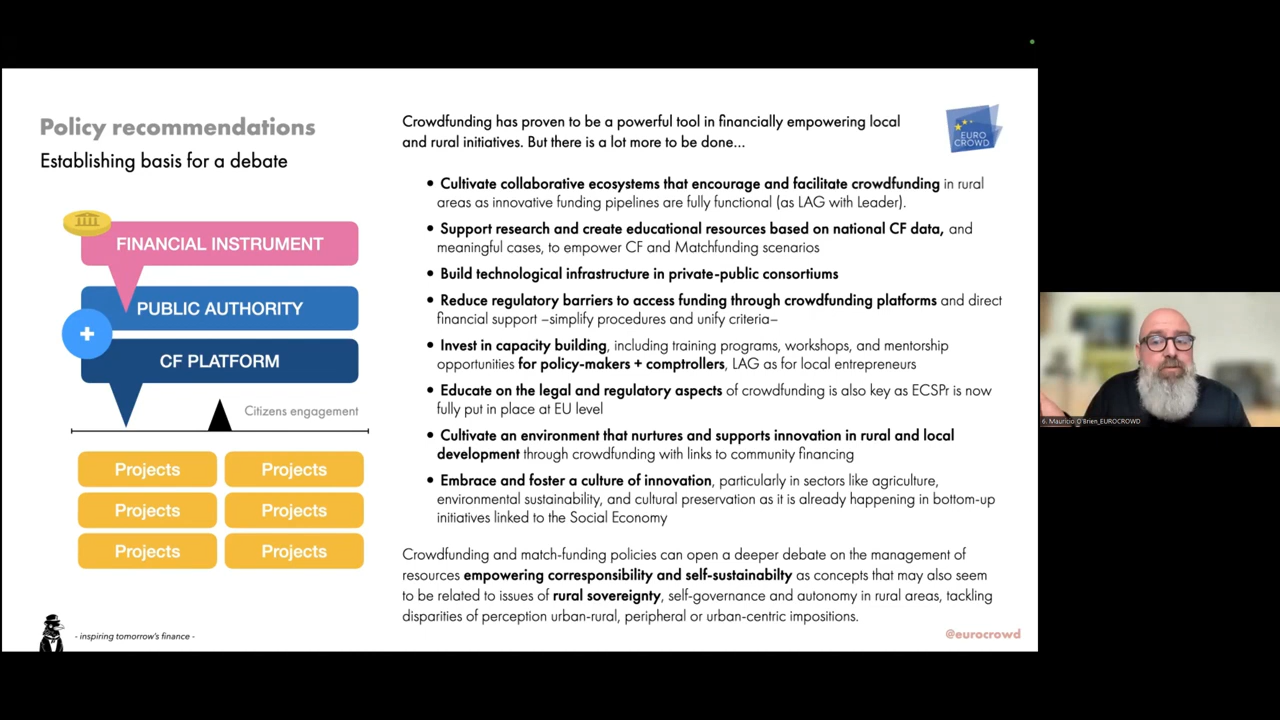 Policy recommendations
Establishing basis for a debate
FINANCIAL INSTRUMENT
PUBLIC AUTHORITY
+
CF PLATFORM
Citizens engagement
Projects Projects
Projects Projects
Projects Projects
- inspiring tomorrow's finance -
Crowdfunding has proven to be a powerful tool in financially empowering local
and rural initiatives. But there is a lot more to be done...
EURO
CROWD
• Cultivate collaborative ecosystems that encourage and facilitate crowdfunding in rural
areas as innovative funding pipelines are fully functional (as LAG with Leader).
• Support research and create educational resources based on national CF data, and
meaningful cases, to empower CF and Matchfunding scenarios
• Build technological infrastructure in private-public consortiums
• Reduce regulatory barriers to access funding through crowdfunding platforms and direct
financial support –simplify procedures and unify criteria–
• Invest in capacity building, including training programs, workshops, and mentorship
opportunities for policy-makers + comptrollers, LAG as for local entrepreneurs
• Educate on the legal and regulatory aspects of crowdfunding is also key as ECSPr is now
fully put in place at EU level
• Cultivate an environment that nurtures and supports innovation in rural and local
development through crowdfunding with links to community financing
• Embrace and foster a culture of innovation, particularly in sectors like agriculture,
environmental sustainability, and cultural preservation as it is already happening in bottom-up
initiatives linked to the Social Economy
Crowdfunding and match-funding policies can open a deeper debate on the management of
resources empowering corresponsibility and self-sustainabilty as concepts that may also seem
to be related to issues of rural sovereignty, self-governance and autonomy in rural areas, tackling
disparities of perception urban-rural, peripheral or urban-centric impositions.
@eurocrowd
6. Mauricio O'Brien_EUROCROWD